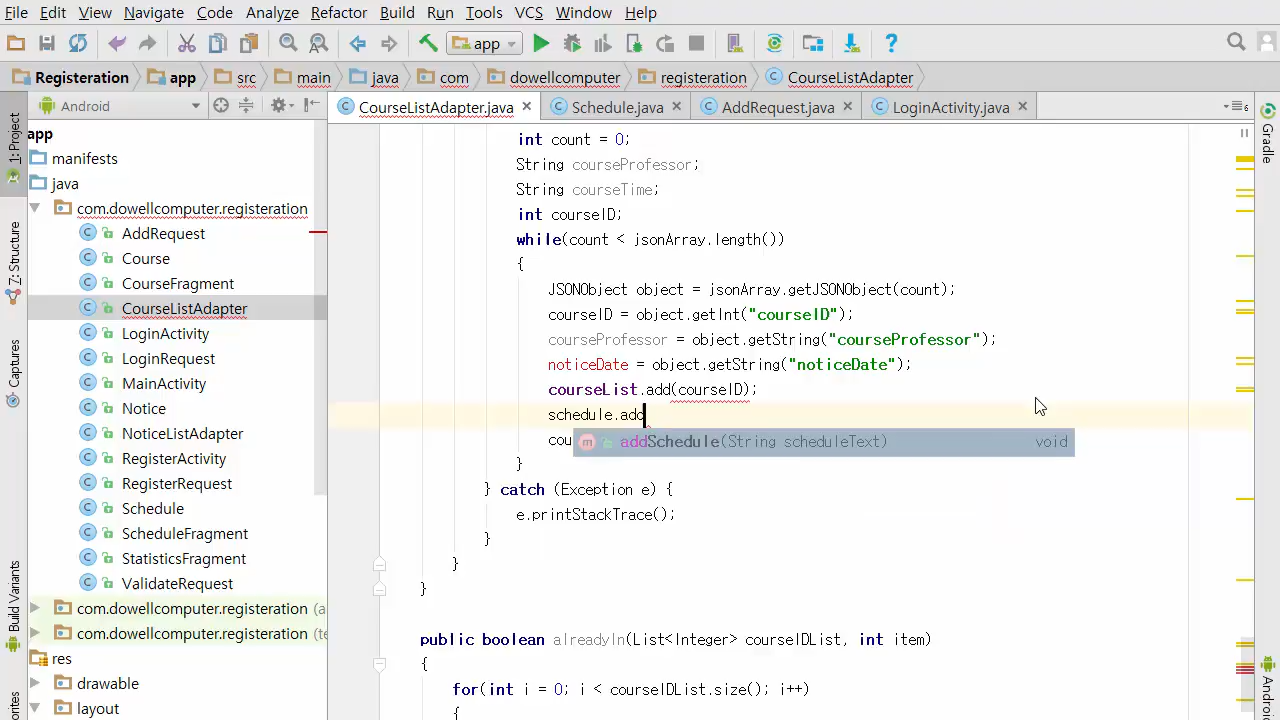 File Edit View Navigate Code Analyze Refactor Build Run Tools VCS Window Help
app
Registeration app src main java com dowellcomputer registeration CourseListAdapter
Android
CourseListAdapter.java Schedule.java AddRequest.java LoginActivity.java
1: Project
Z: Structure
Captures
Build Variants
Gradle
app
manifests
java
com.dowellcomputer.registeration
AddRequest
Course
CourseFragment
CourseListAdapter
LoginActivity
LoginRequest
MainActivity
Notice
NoticeListAdapter
RegisterActivity
RegisterRequest
Schedule
ScheduleFragment
StatisticsFragment
ValidateRequest
com.dowellcomputer.registeration (a
com.dowellcomputer.registeration (te
res
drawable
layout
int count = 0;
String courseProfessor;
String courseTime;
int courseID;
while(count < jsonArray.length())
{
JSONObject object = jsonArray.getJSONObject(count);
courseID = object.getInt("courseID");
courseProfessor = object.getString("courseProfessor");
noticeDate = object.getString("noticeDate");
courseList.add(courseID);
schedule.add
cou
addSchedule(String scheduleText) void
}
} catch (Exception e) {
e.printStackTrace();
}
}
}
public boolean alreadyIn(List<Integer> courseIDList, int item)
{
for(int i = 0; i < courseIDList.size(); i++)
{